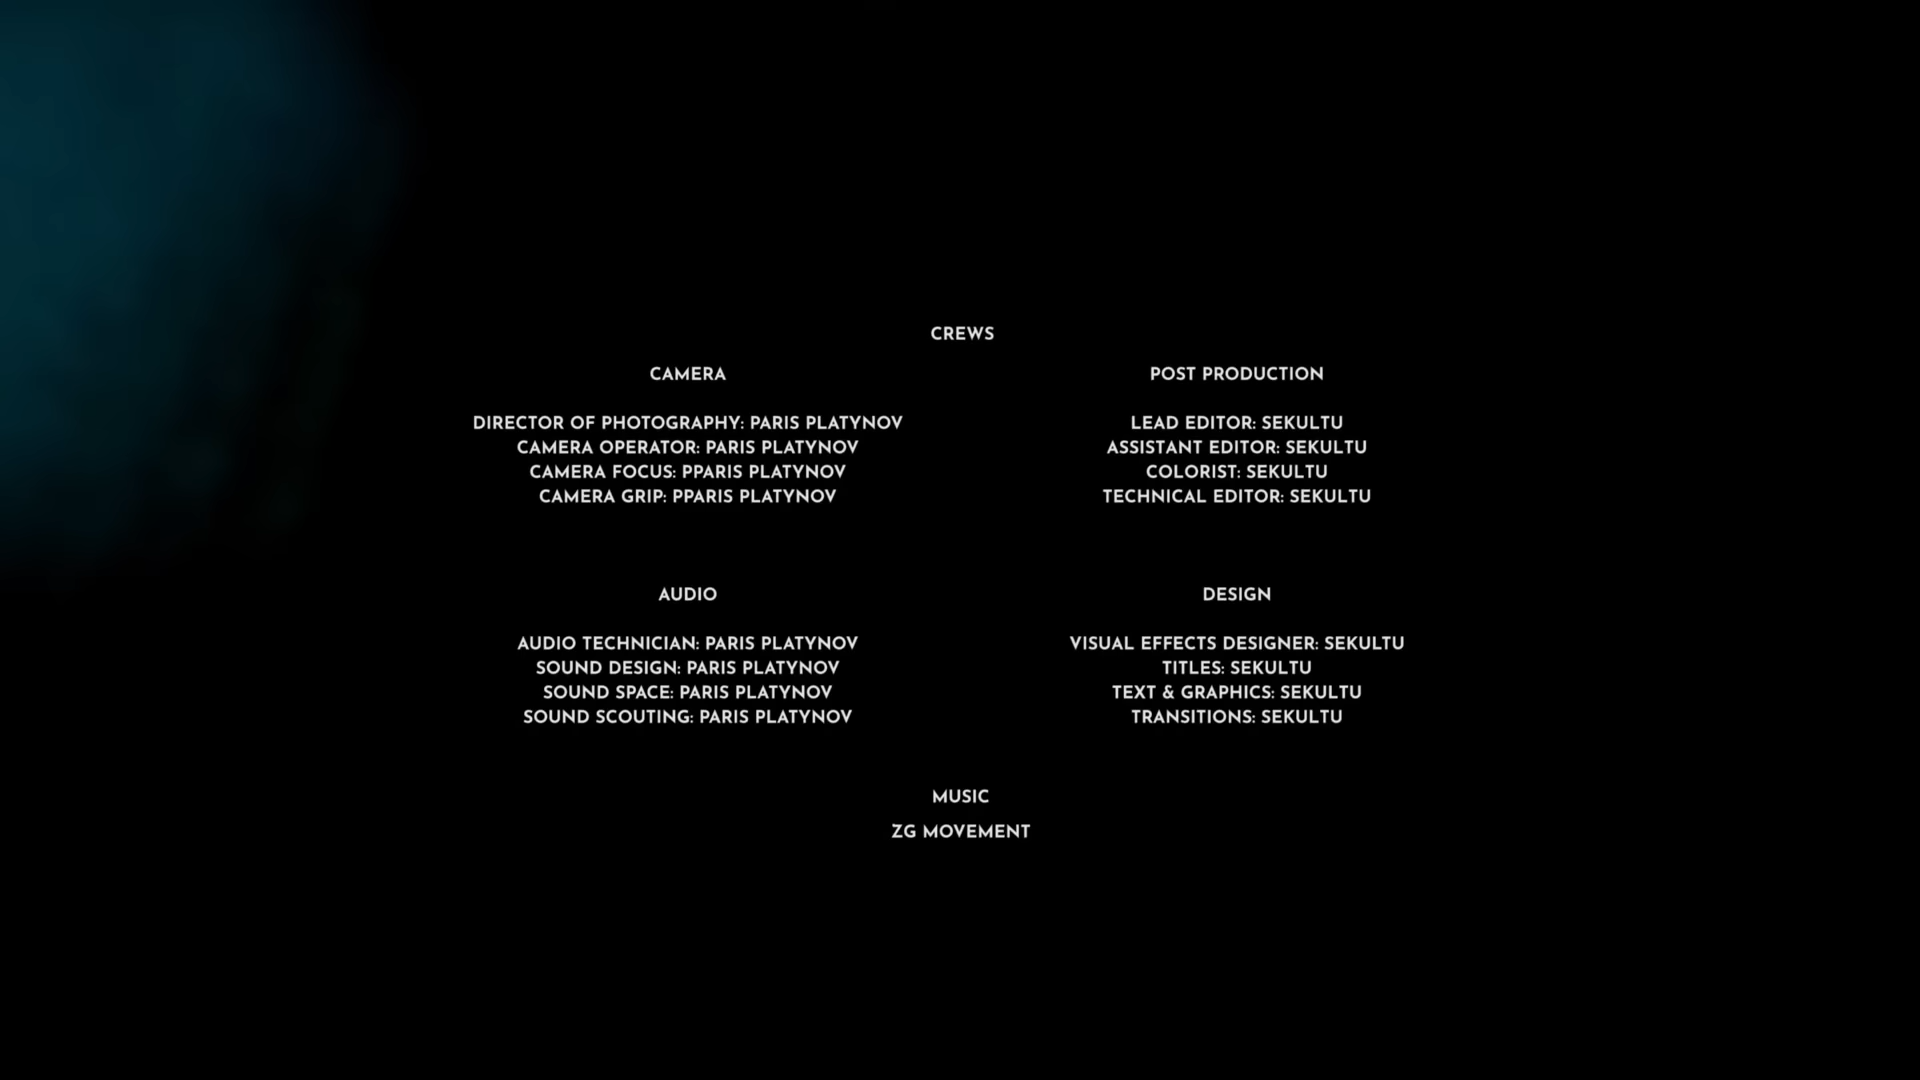 CREWS
CAMERA
DIRECTOR OF PHOTOGRAPHY: PARIS PLATYNOV
CAMERA OPERATOR: PARIS PLATYNOV
CAMERA FOCUS: PPARIS PLATYNOV
CAMERA GRIP: PPARIS PLATYNOV
POST PRODUCTION
LEAD EDITOR: SEKULTU
ASSISTANT EDITOR: SEKULTU
COLORIST: SEKULTU
TECHNICAL EDITOR: SEKULTU
AUDIO
AUDIO TECHNICIAN: PARIS PLATYNOV
SOUND DESIGN: PARIS PLATYNOV
SOUND SPACE: PARIS PLATYNOV
SOUND SCOUTING: PARIS PLATYNOV
DESIGN
VISUAL EFFECTS DESIGNER: SEKULTU
TITLES: SEKULTU
TEXT & GRAPHICS: SEKULTU
TRANSITIONS: SEKULTU
MUSIC
ZG MOVEMENT